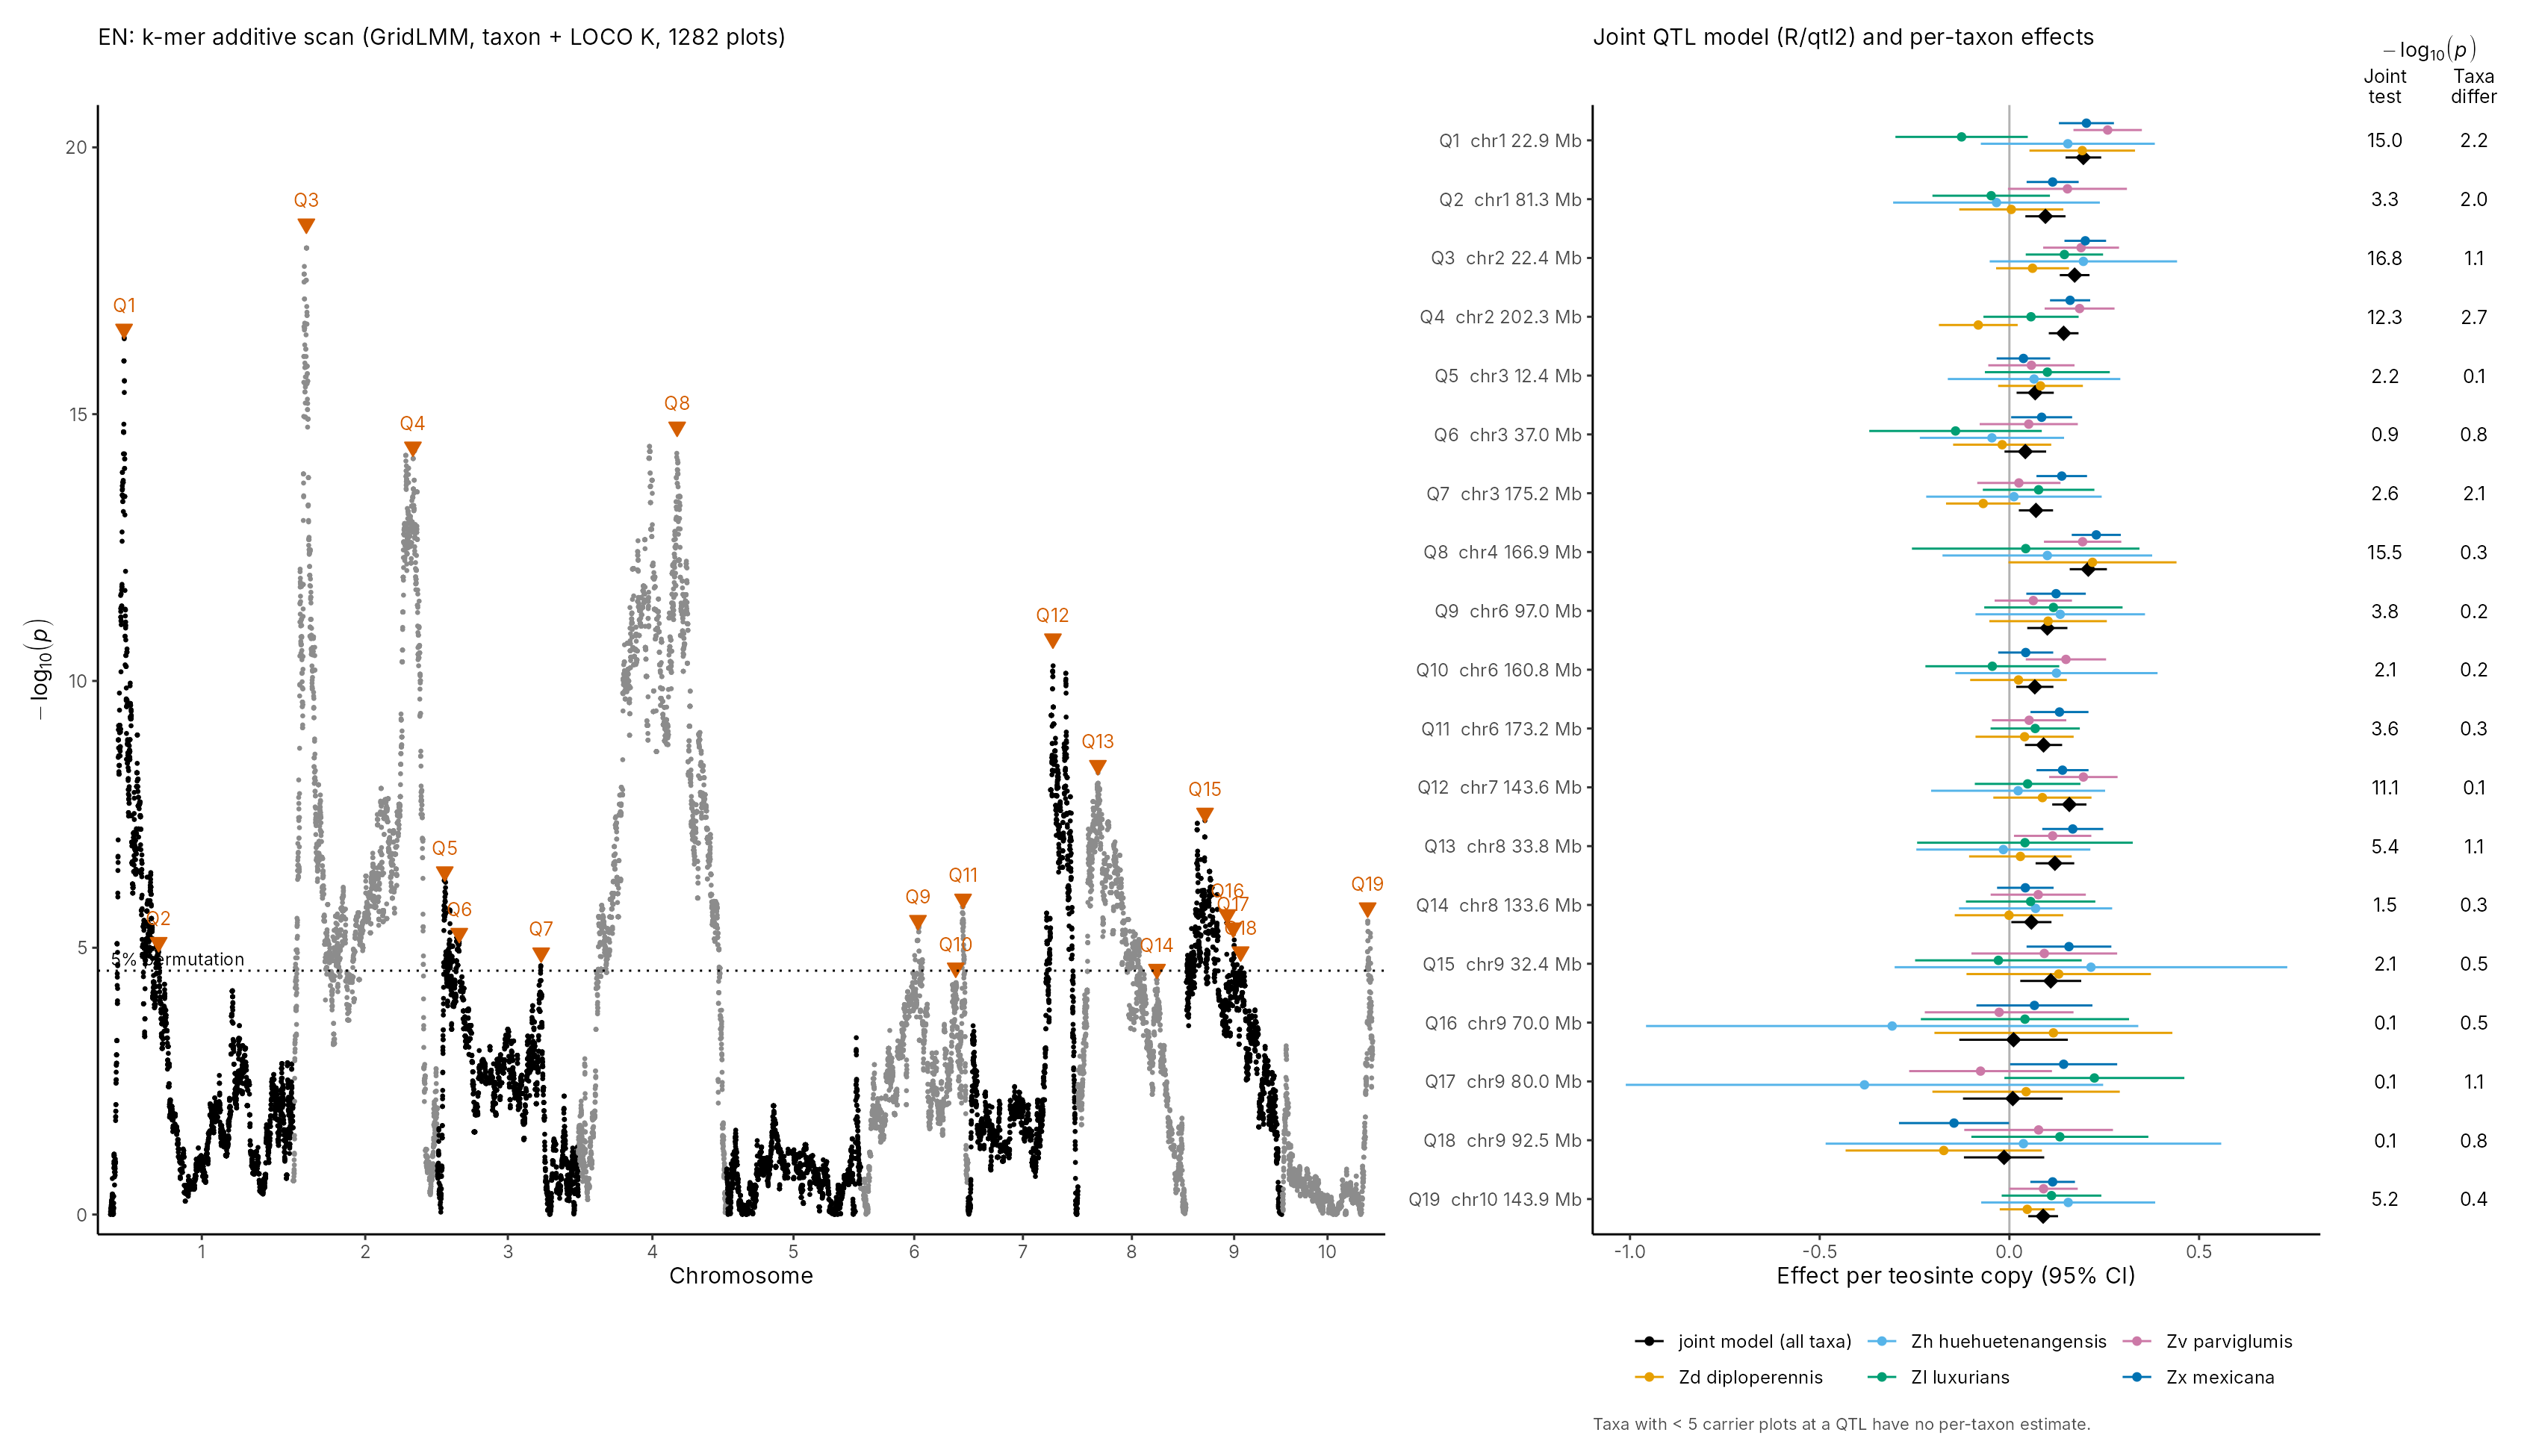 EN: k-mer additive scan (GridLMM, taxon + LOCO K, 1282 plots)
− log10(p)
20
15
10
5
0
Q1
Q2
Q3
Q4
Q5
Q6
Q7
Q8
Q9
Q10
Q11
Q12
Q13
Q14
Q15
Q16
Q17
Q18
Q19
5% permutation
1
2
3
4
5
6
7
8
9
10
Chromosome
Joint QTL model (R/qtl2) and per-taxon effects
− log10(p)
Joint test
Taxa differ
Q1 chr1 22.9 Mb 15.0 2.2
Q2 chr1 81.3 Mb 3.3 2.0
Q3 chr2 22.4 Mb 16.8 1.1
Q4 chr2 202.3 Mb 12.3 2.7
Q5 chr3 12.4 Mb 2.2 0.1
Q6 chr3 37.0 Mb 0.9 0.8
Q7 chr3 175.2 Mb 2.6 2.1
Q8 chr4 166.9 Mb 15.5 0.3
Q9 chr6 97.0 Mb 3.8 0.2
Q10 chr6 160.8 Mb 2.1 0.2
Q11 chr6 173.2 Mb 3.6 0.3
Q12 chr7 143.6 Mb 11.1 0.1
Q13 chr8 33.8 Mb 5.4 1.1
Q14 chr8 133.6 Mb 1.5 0.3
Q15 chr9 32.4 Mb 2.1 0.5
Q16 chr9 70.0 Mb 0.1 0.5
Q17 chr9 80.0 Mb 0.1 1.1
Q18 chr9 92.5 Mb 0.1 0.8
Q19 chr10 143.9 Mb 5.2 0.4
-1.0
-0.5
0.0
0.5
Effect per teosinte copy (95% CI)
joint model (all taxa)
Zh huehuetenangensis
Zv parviglumis
Zd diploperennis
Zl luxurians
Zx mexicana
Taxa with < 5 carrier plots at a QTL have no per-taxon estimate.